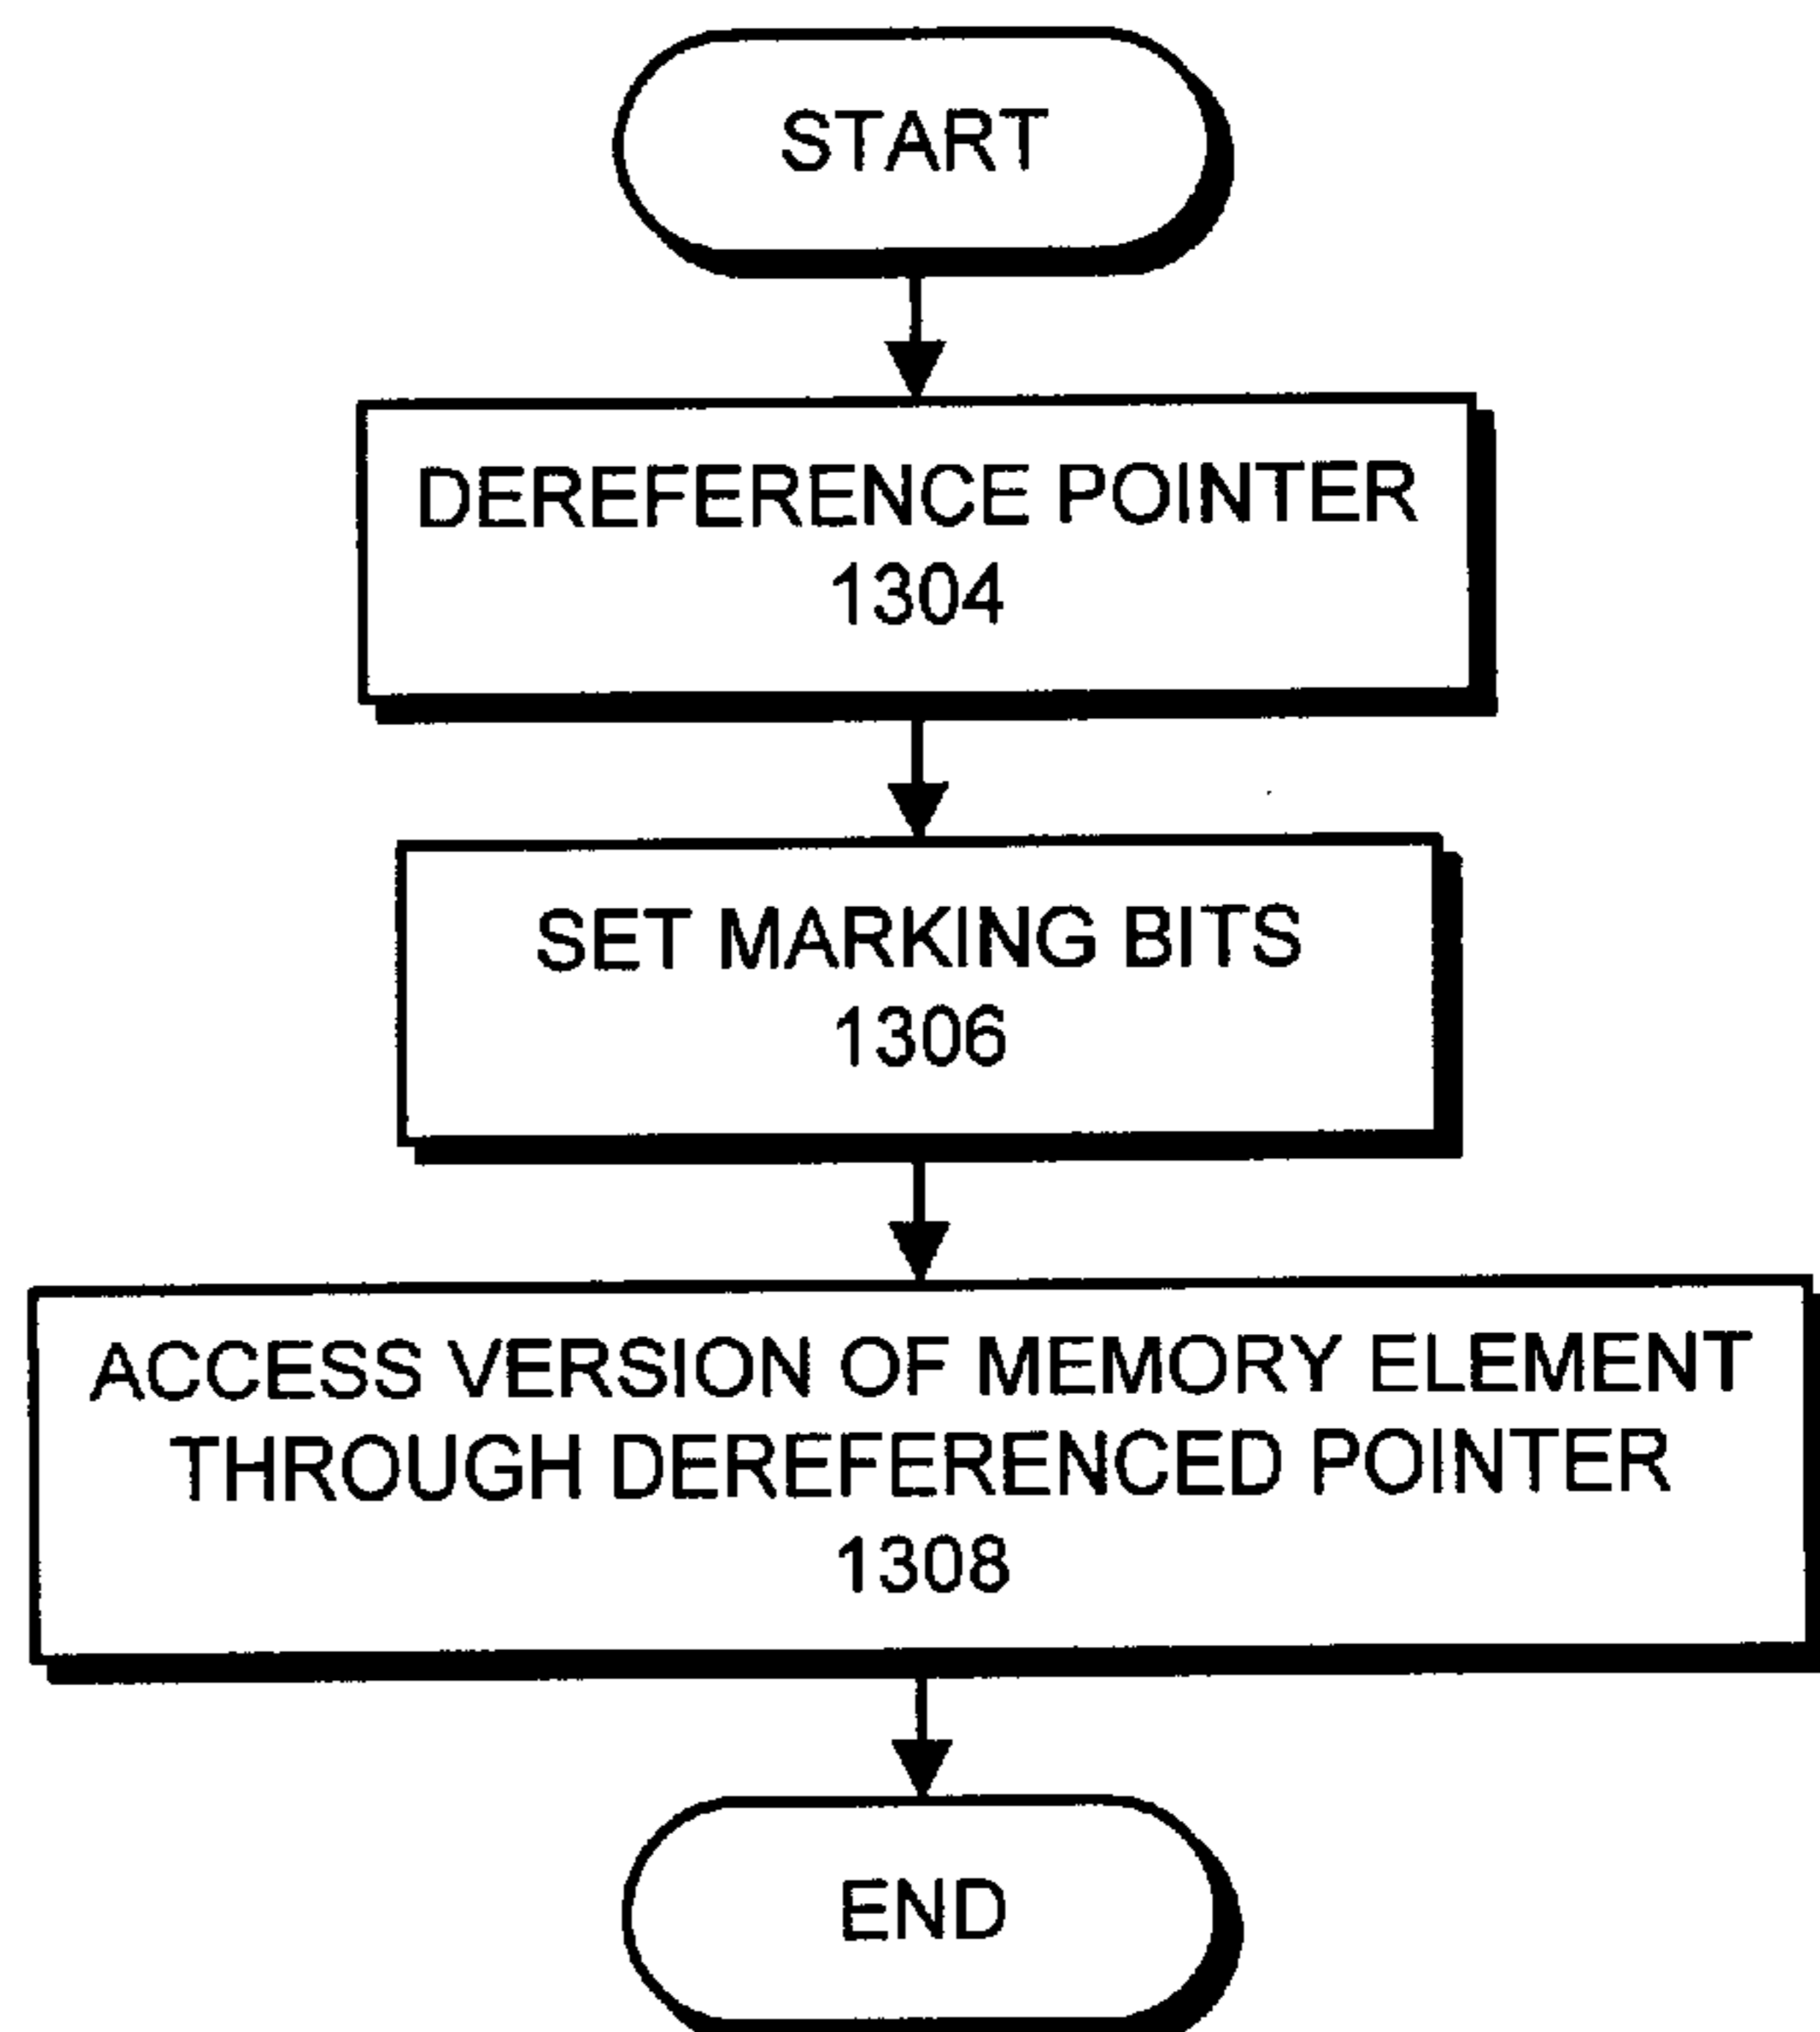 START
DEREFERENCE POINTER
1304
SET MARKING BITS
1306
ACCESS VERSION OF MEMORY ELEMENT
THROUGH DEREFERENCED POINTER
1308
END